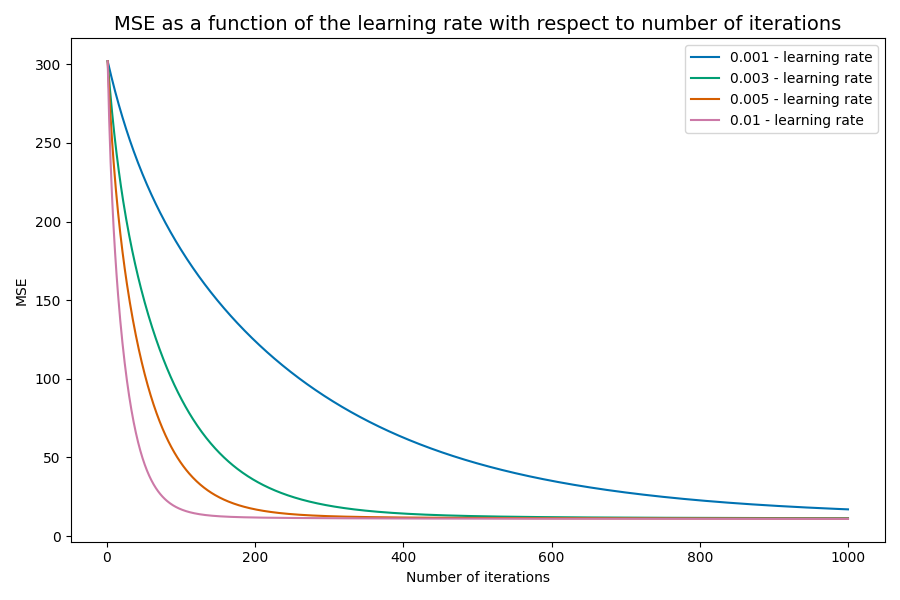 MSE as a function of the learning rate with respect to number of iterations
0.001 - learning rate
0.003 - learning rate
0.005 - learning rate
0.01 - learning rate
300
250
200
150
100
50
0
MSE
0 200 400 600 800 1000
Number of iterations